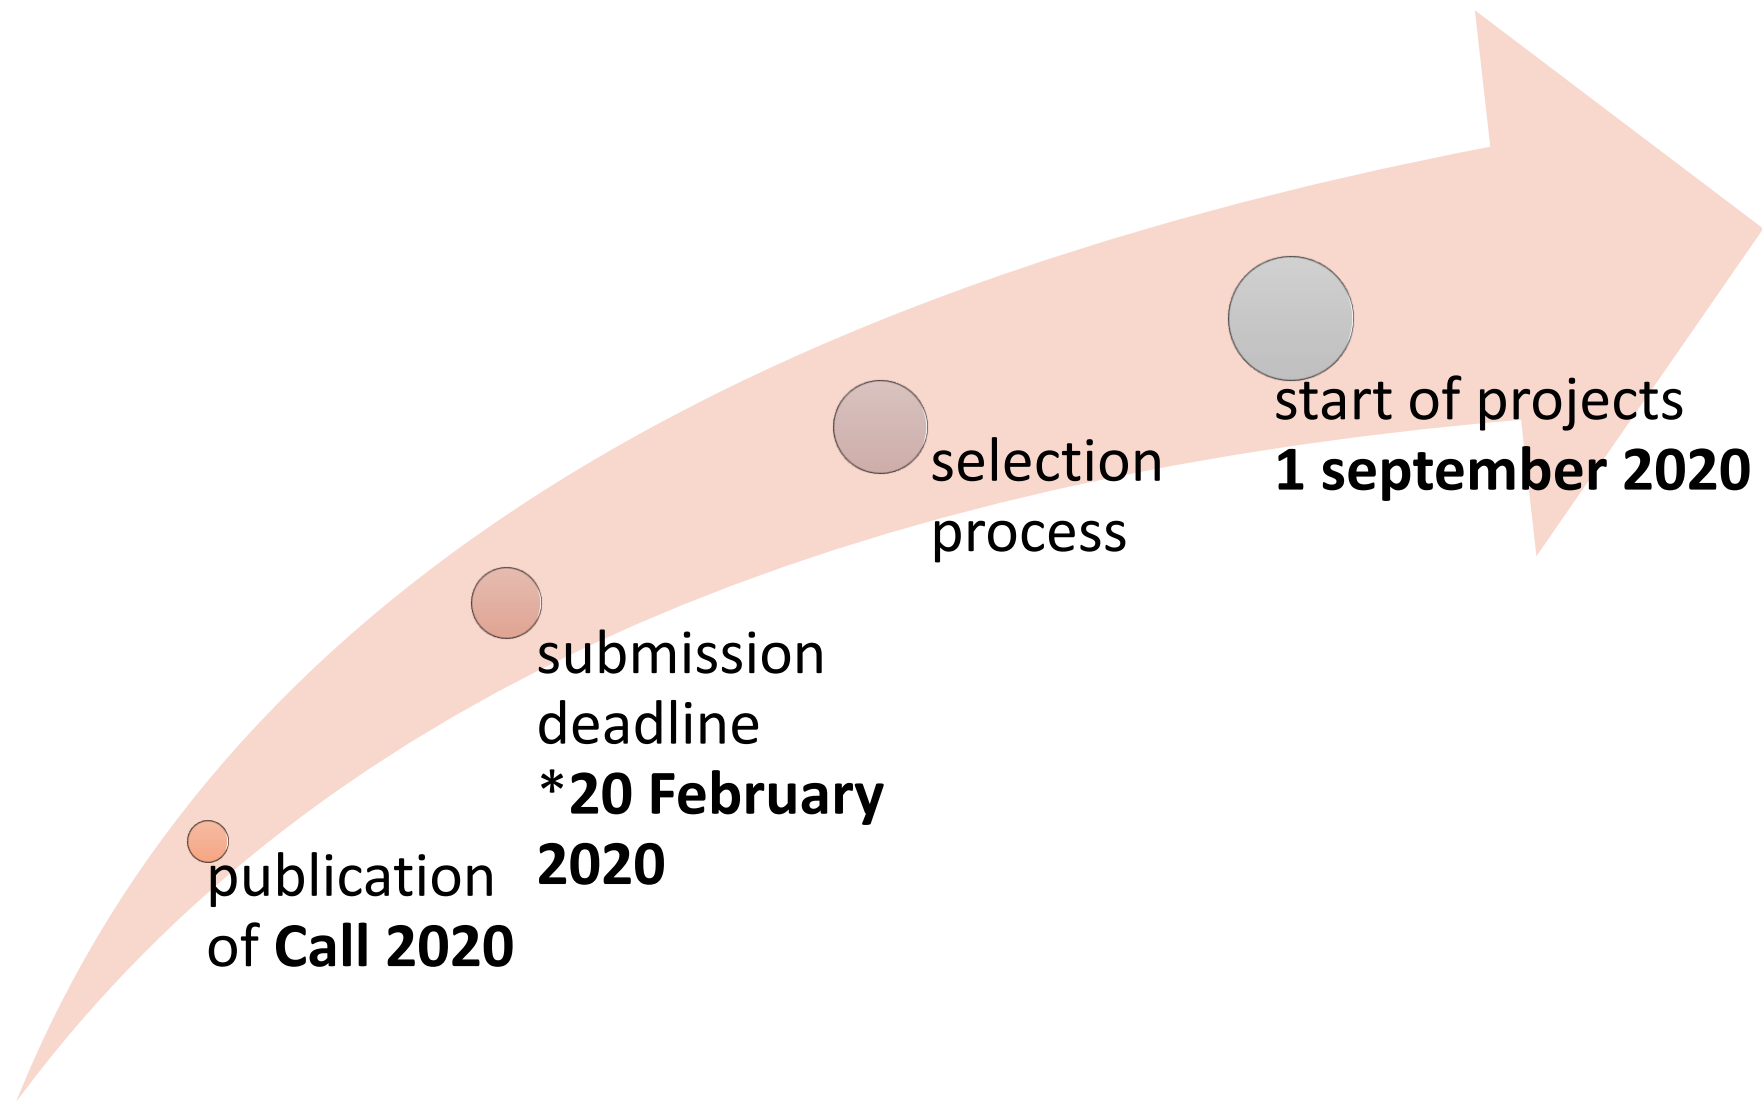 publication
of Call 2020
submission
deadline
*20 February
2020
selection
process
start of projects
1 september 2020